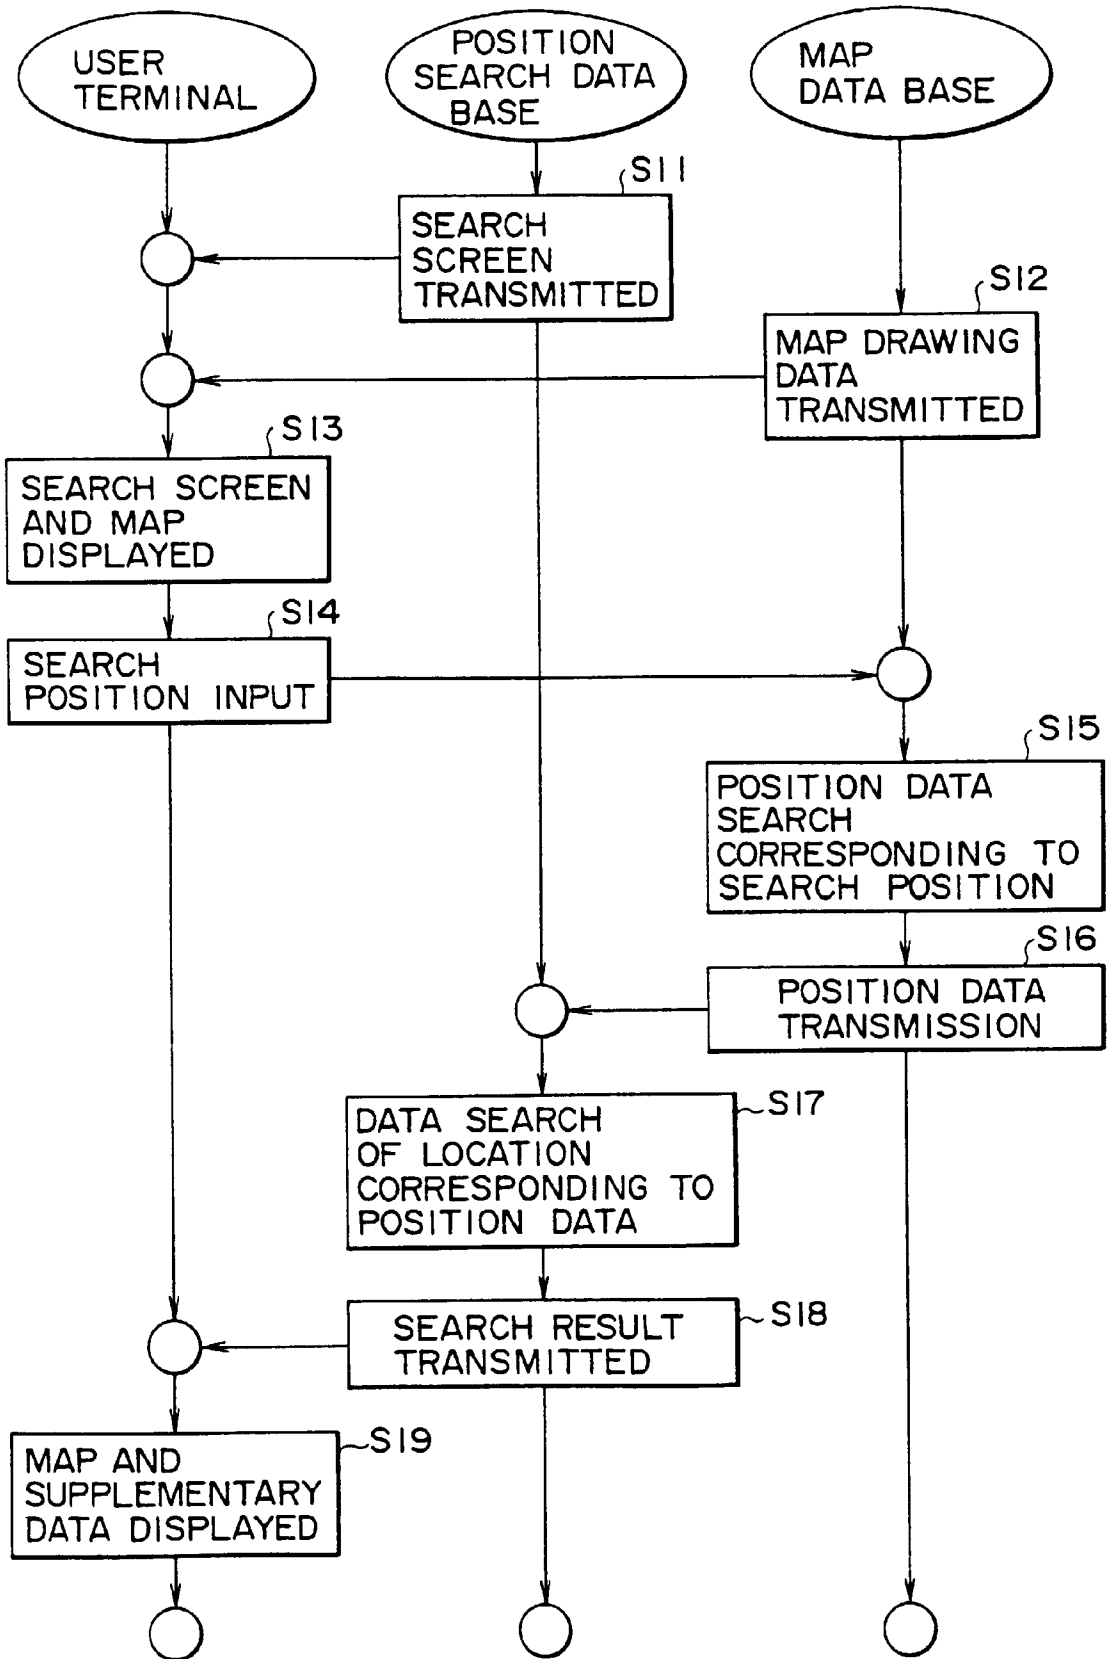 USER
TERMINAL
POSITION
SEARCH DATA
BASE
MAP
DATA BASE
S11
SEARCH
SCREEN
TRANSMITTED
S12
MAP DRAWING
DATA
TRANSMITTED
S13
SEARCH SCREEN
AND MAP
DISPLAYED
S14
SEARCH
POSITION INPUT
S15
POSITION DATA
SEARCH
CORRESPONDING TO
SEARCH POSITION
S16
POSITION DATA
TRANSMISSION
S17
DATA SEARCH
OF LOCATION
CORRESPONDING TO
POSITION DATA
S18
SEARCH RESULT
TRANSMITTED
S19
MAP AND
SUPPLEMENTARY
DATA DISPLAYED